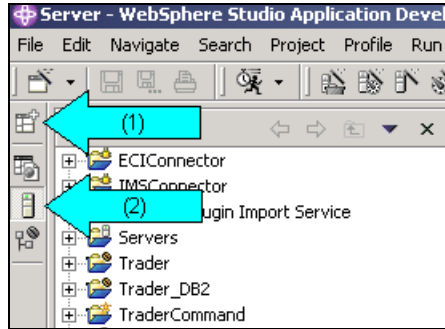 Server - WebSphere Studio Application Devel
File Edit Navigate Search Project Profile Run
(1)
ECIConnector
IMSConnector
(2)
ugin Import Service
Servers
Trader
Trader_DB2
TraderCommand